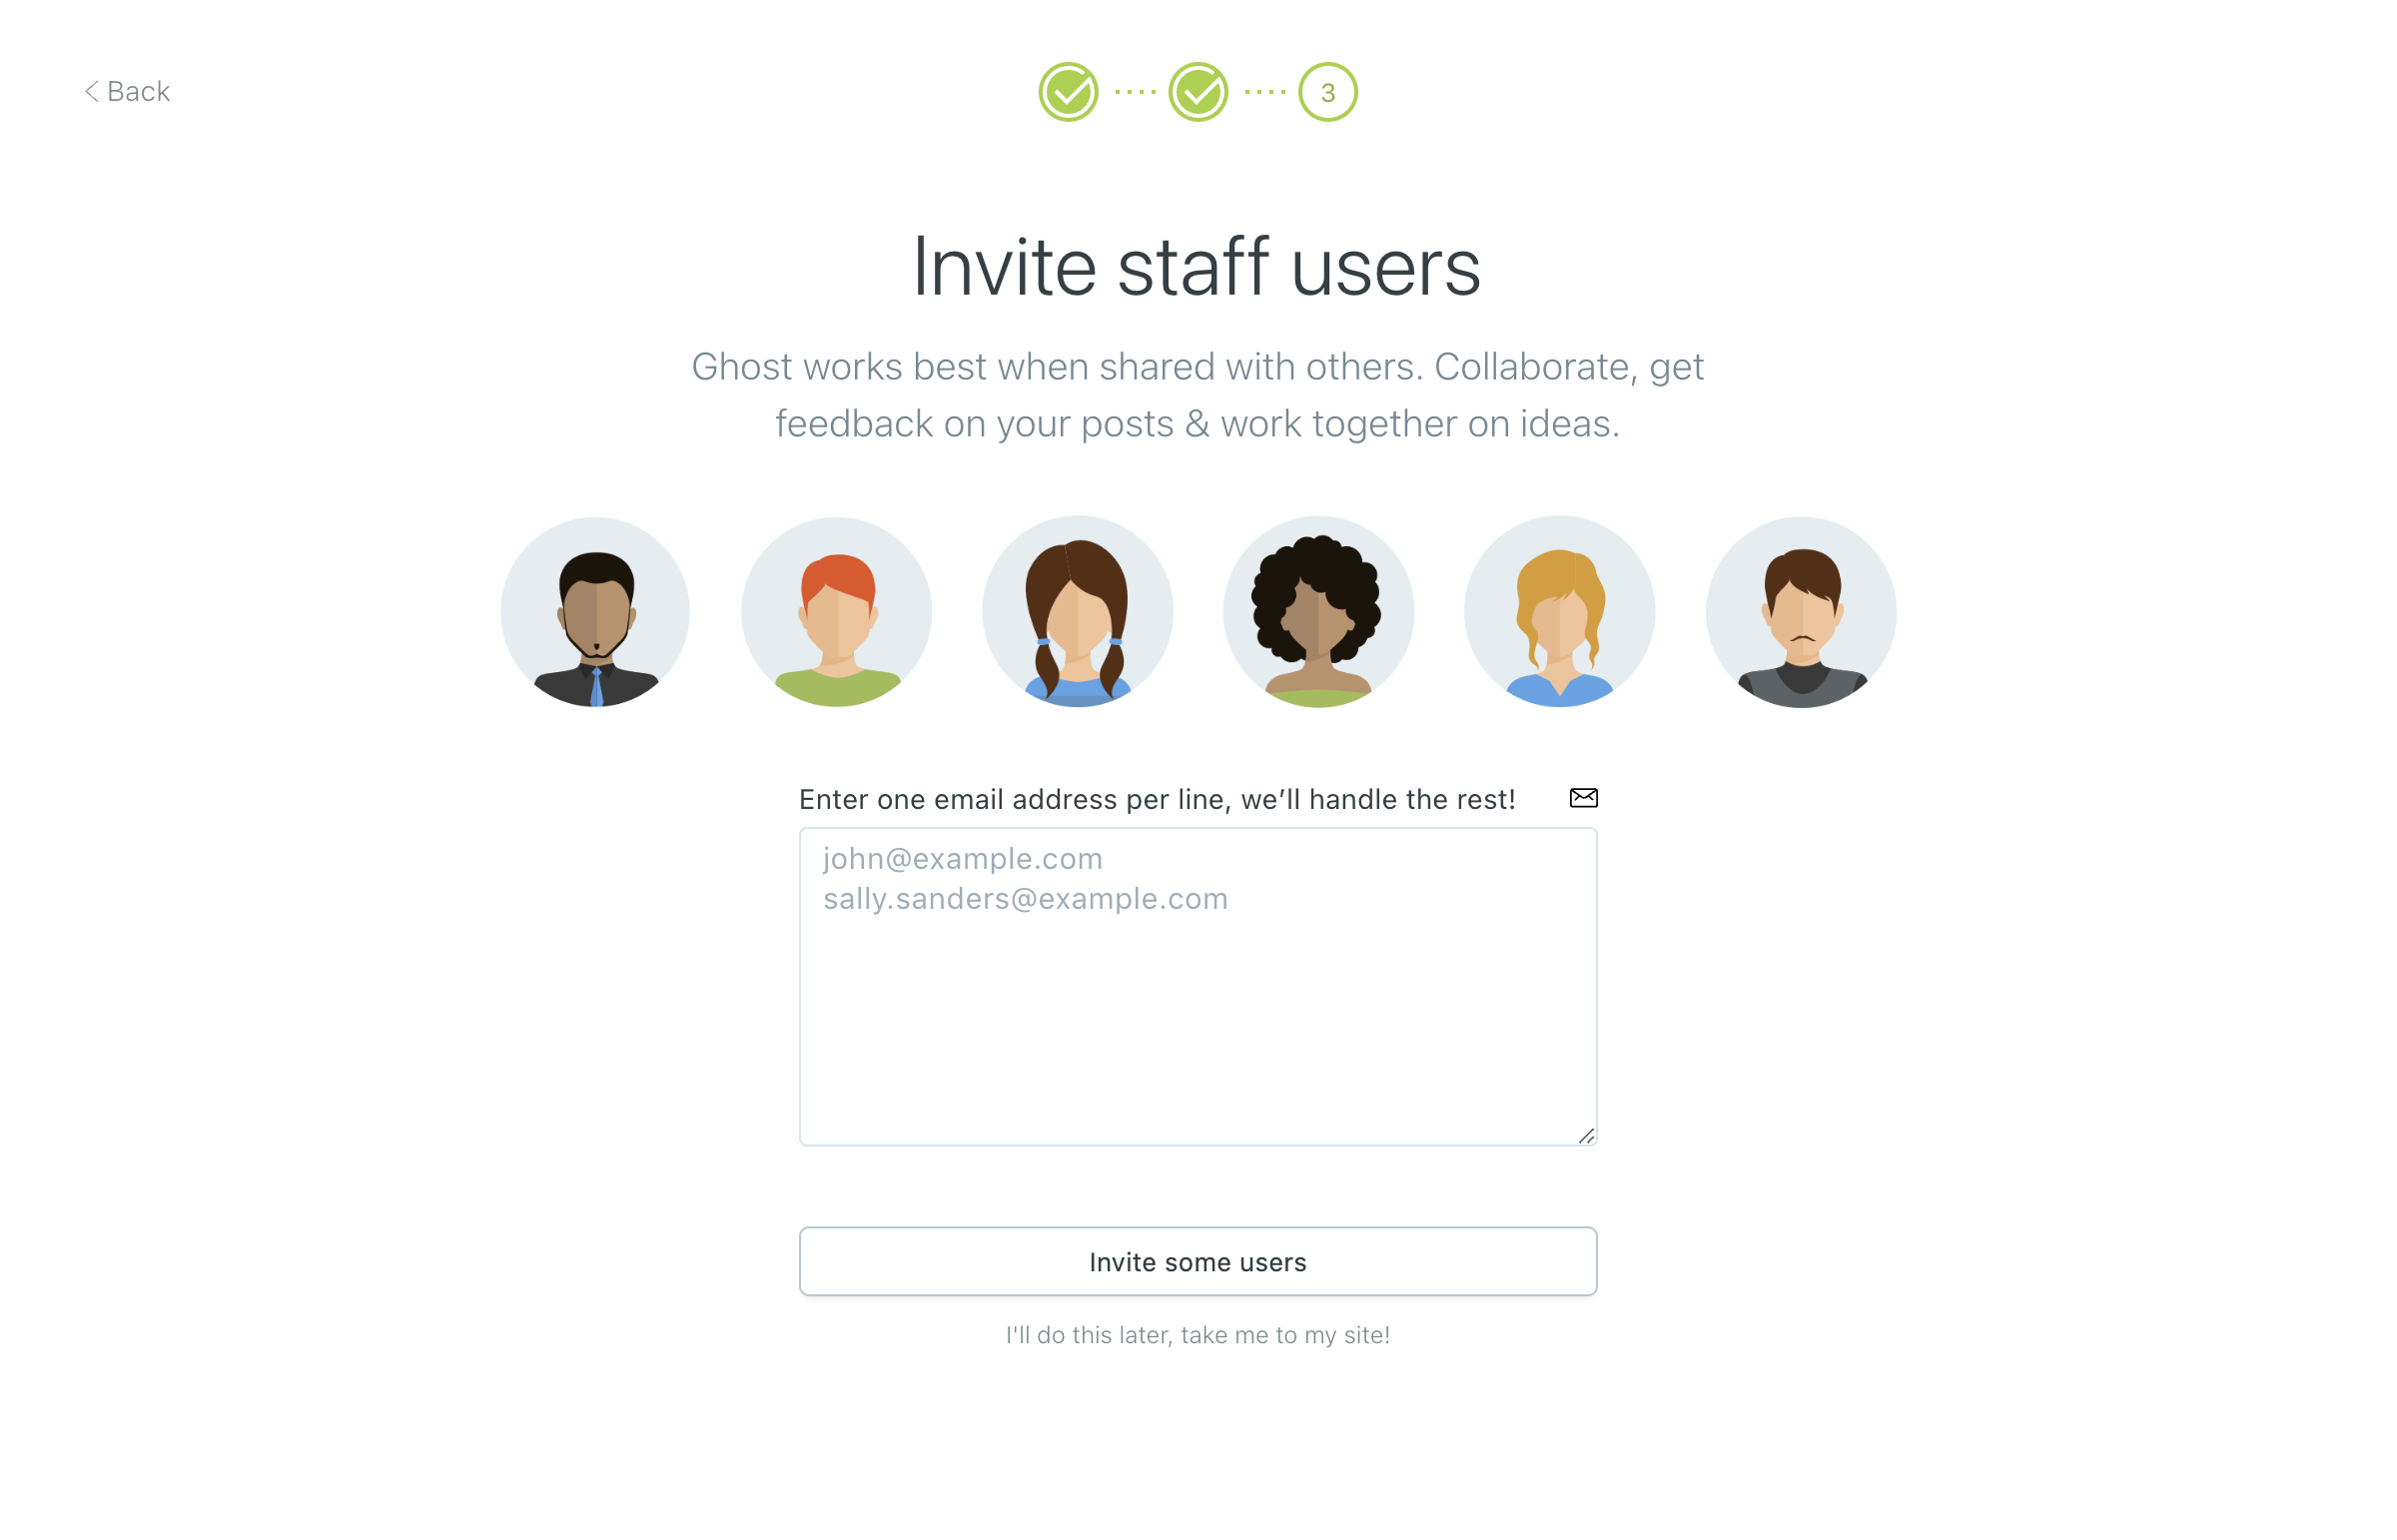 Back
3
Invite staff users
Ghost works best when shared with others. Collaborate, get
feedback on your posts & work together on ideas.
Enter one email address per line, we’ll handle the rest!
john@example.com
sally.sanders@example.com
Invite some users
I'll do this later, take me to my site!